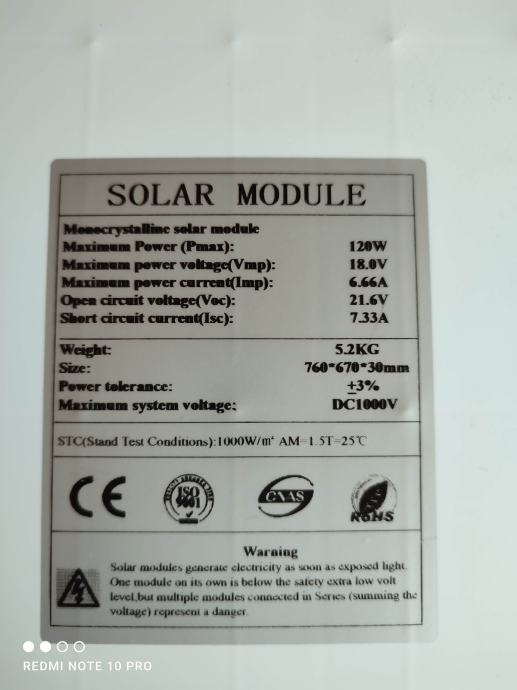 SOLAR MODULE
Monocrystalline solar module
Maximum Power (Pmax): 120W
Maximum power voltage(Vmp): 18.0V
Maximum power current(Imp): 6.66A
Open circuit voltage(Voc): 21.6V
Short circuit current(Isc): 7.33A
Weight: 5.2KG
Size: 760*670*30mm
Power tolerance: ±3%
Maximum system voltage: DC1000V
STC(Stand Test Conditions):1000W/m² AM=1.5T=25℃
CE
ISO
9001
CNAS
RoHS
Warning
Solar modules generate electricity as soon as exposed light.
One module on its own is below the safety extra low volt
level,but multiple modules connected in Series (summing the
voltage) represent a danger.
REDMI NOTE 10 PRO